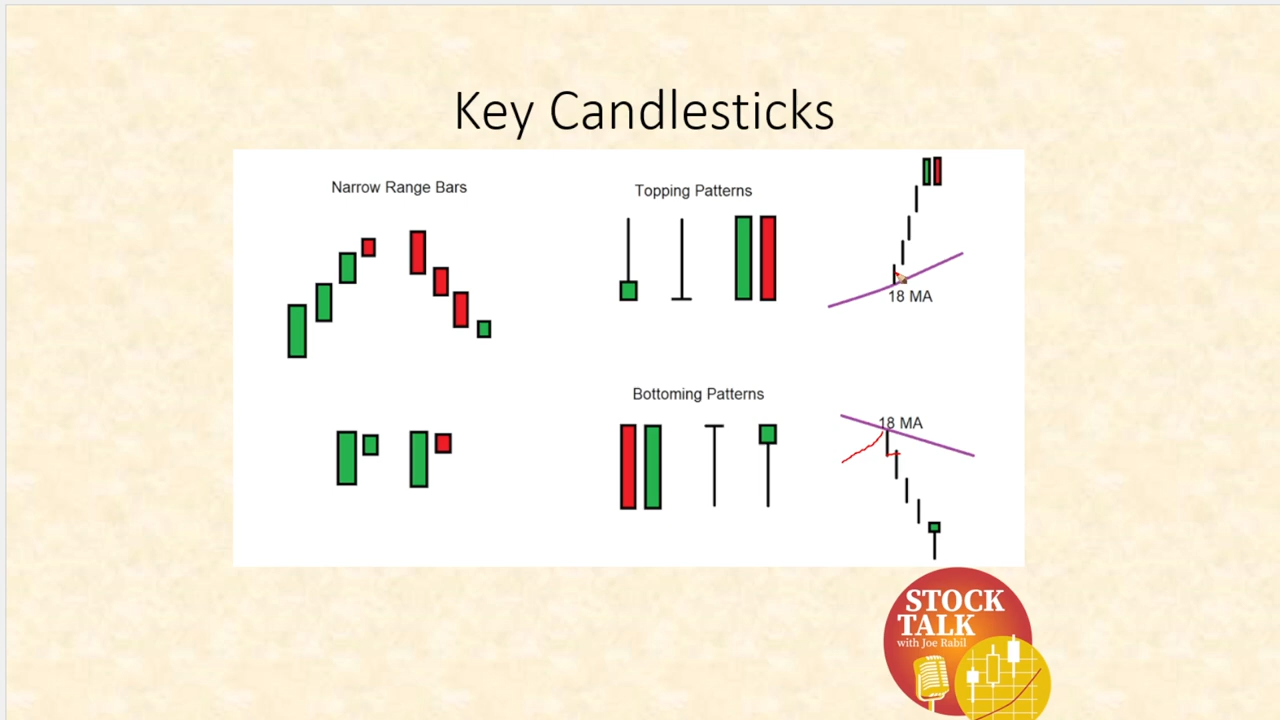 Key Candlesticks
Narrow Range Bars
Topping Patterns
18 MA
Bottoming Patterns
18 MA
STOCK
TALK
with Joe Rabil